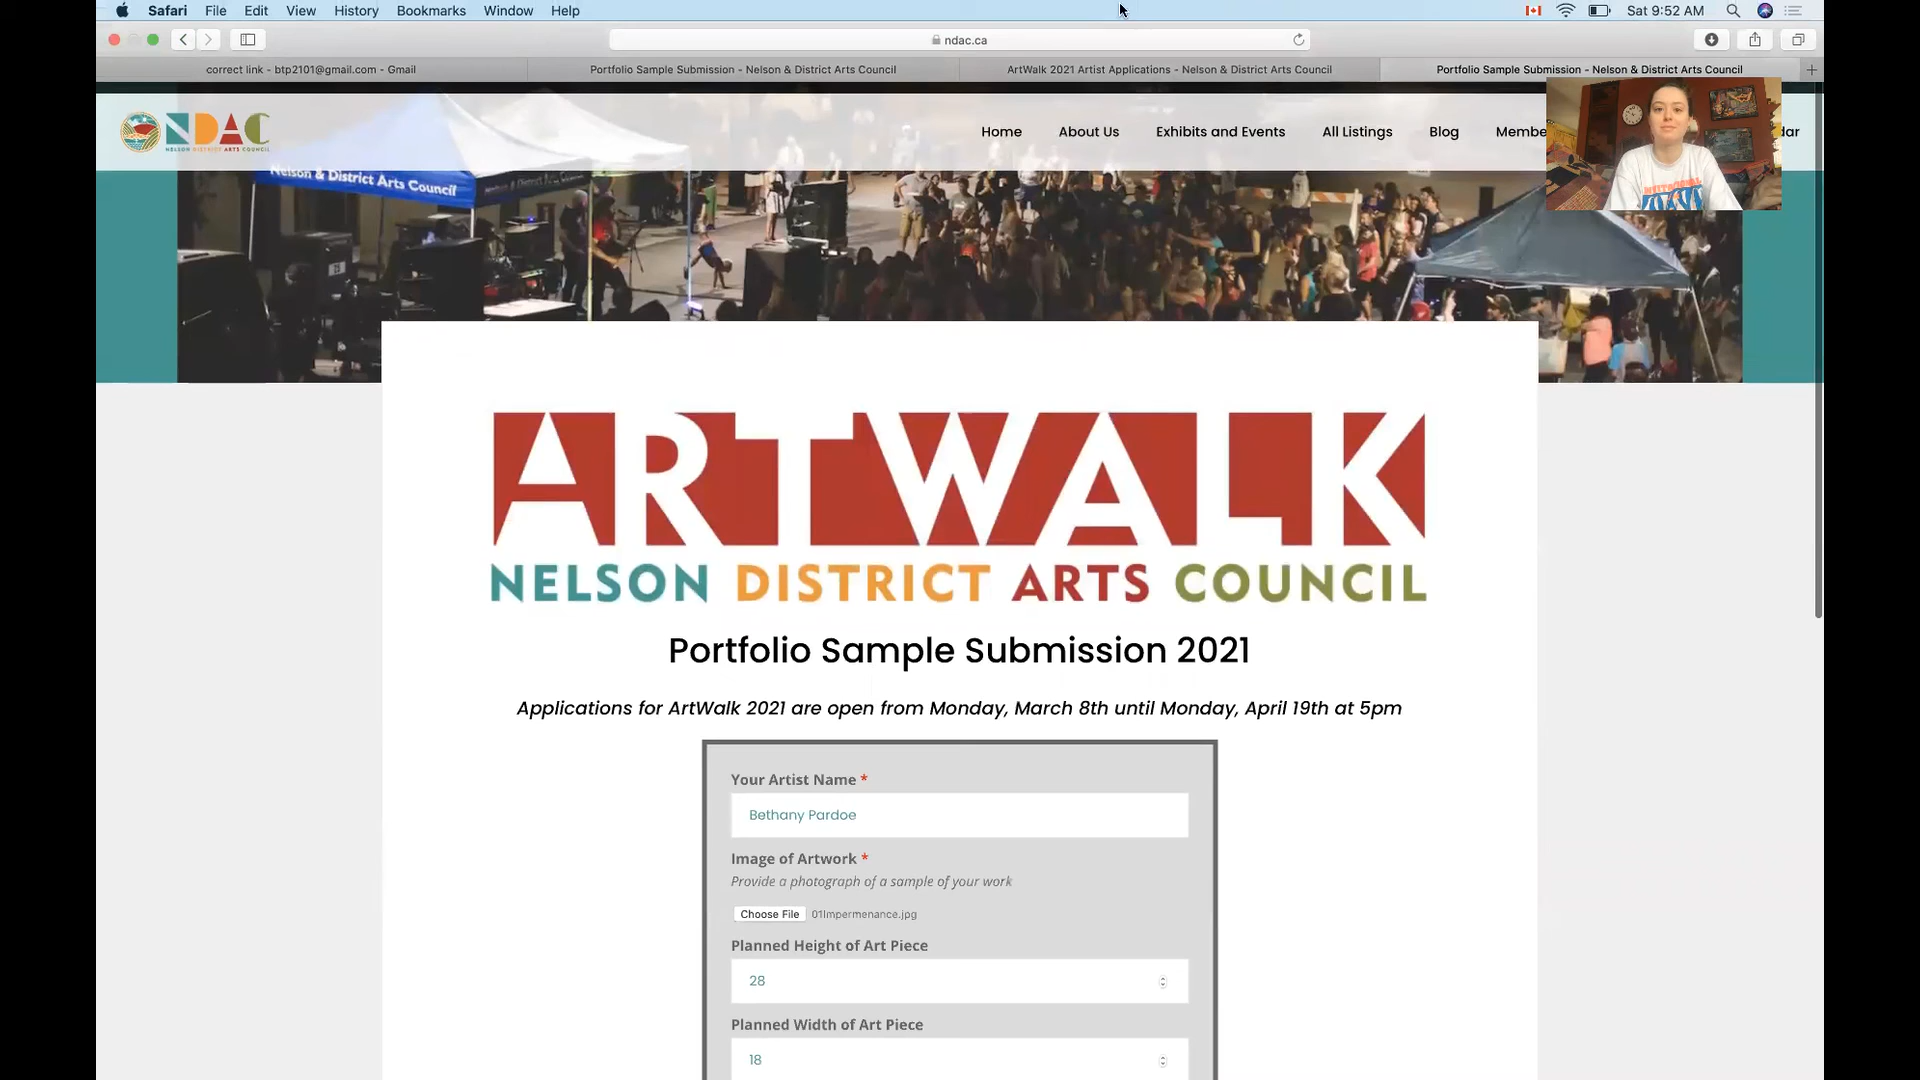 Safari File Edit View History Bookmarks Window Help Sat 9:52 AM
ndac.ca
correct link - btp2101@gmail.com - Gmail
Portfolio Sample Submission - Nelson & District Arts Council
ArtWalk 2021 Artist Applications - Nelson & District Arts Council
Portfolio Sample Submission - Nelson & District Arts Council
NDAC
NELSON DISTRICT ARTS COUNCIL
Home About Us Exhibits and Events All Listings Blog Membe dar
Nelson & District Arts Council
ARTWALK
NELSON DISTRICT ARTS COUNCIL
Portfolio Sample Submission 2021
Applications for ArtWalk 2021 are open from Monday, March 8th until Monday, April 19th at 5pm
Your Artist Name *
Bethany Pardoe
Image of Artwork *
Provide a photograph of a sample of your work
Choose File 01Impermenance.jpg
Planned Height of Art Piece
28
Planned Width of Art Piece
18